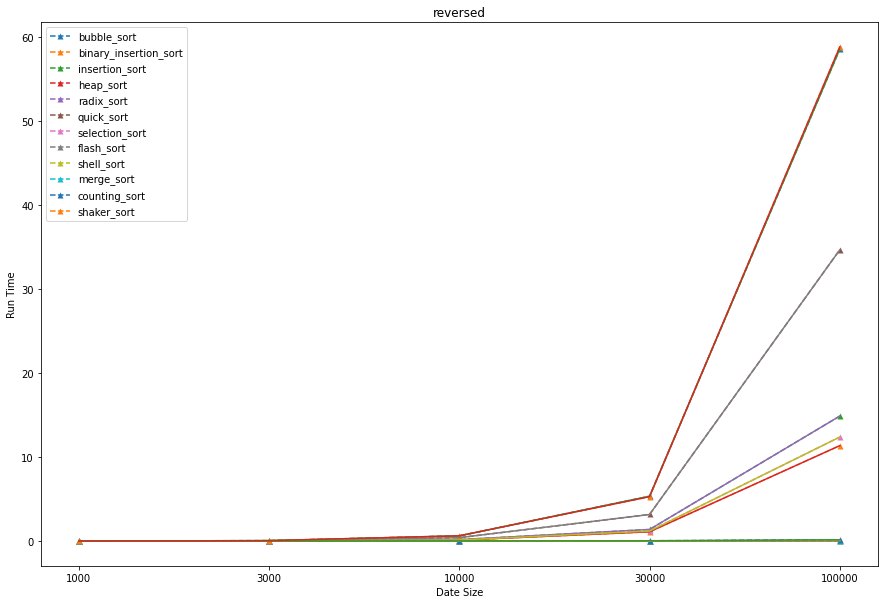 reversed
bubble_sort
binary_insertion_sort
insertion_sort
heap_sort
radix_sort
quick_sort
selection_sort
flash_sort
shell_sort
merge_sort
counting_sort
shaker_sort
60
50
40
30
20
10
0
Run Time
1000 3000 10000 30000 100000
Date Size